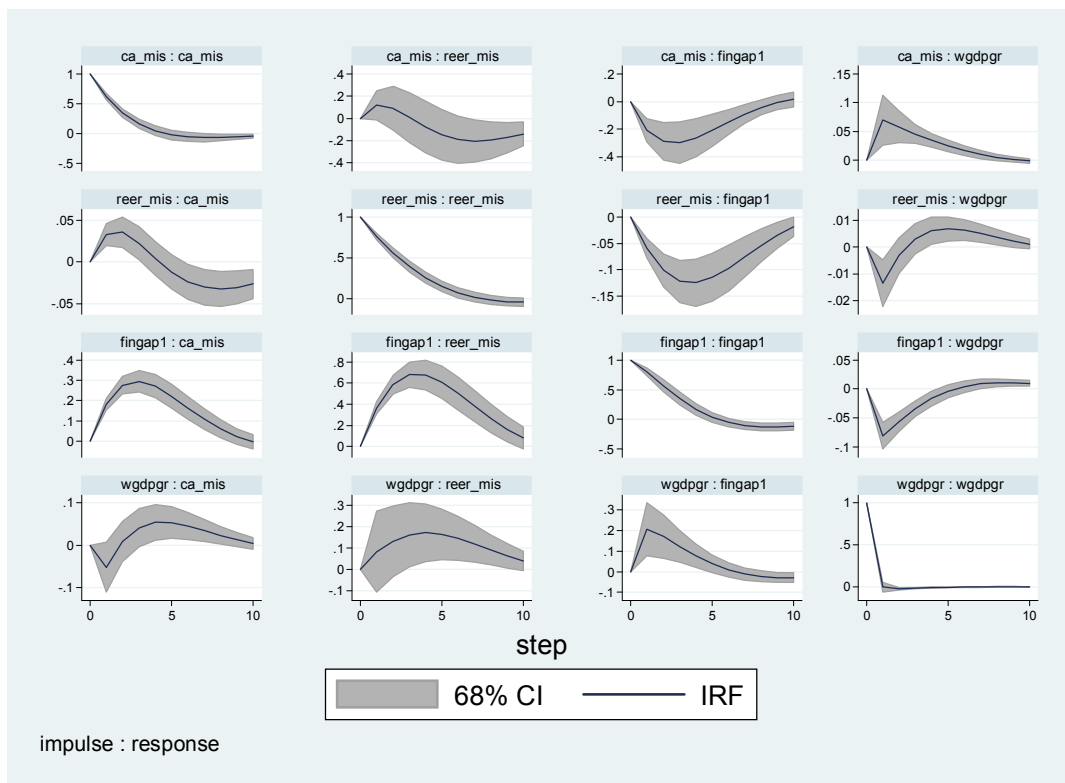 ca_mis : ca_mis
ca_mis : reer_mis
ca_mis : fingap1
ca_mis : wgdpgr
1
.5
0
-.5
.4
.2
0
-.2
-.4
.2
0
-.2
-.4
.15
.1
.05
0
reer_mis : ca_mis
reer_mis : reer_mis
reer_mis : fingap1
reer_mis : wgdpgr
.05
0
-.05
1
.5
0
0
-.05
-.1
-.15
.01
0
-.01
-.02
fingap1 : ca_mis
fingap1 : reer_mis
fingap1 : fingap1
fingap1 : wgdpgr
.4
.3
.2
.1
0
.8
.6
.4
.2
0
1
.5
0
-.5
.05
0
-.05
-.1
wgdpgr : ca_mis
wgdpgr : reer_mis
wgdpgr : fingap1
wgdpgr : wgdpgr
.1
0
-.1
.3
.2
.1
0
-.1
.3
.2
.1
0
-.1
1
.5
0
0 5 10
0 5 10
0 5 10
0 5 10
step
68% CI IRF
impulse : response